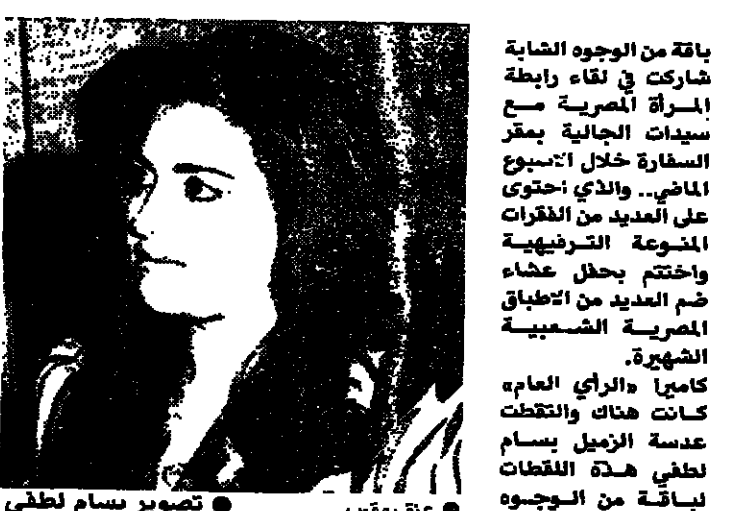 باقة من الوجوه الشابة
شاركت في لقاء رابطة
المرأة المصرية مع
سيدات الجالية بمقر
السفارة خلال الاسبوع
الماضي.. والذي احتوى
على العديد من الفقرات
المنوعة الترفيهية
واختتم بحفل عشاء
ضم العديد من الاطباق
المصرية الشعبية
الشهيرة.
كاميرا «الرأي العام»
كانت هناك والتقطت
عدسة الزميل بسام
لطفي هذة اللقطات
لباقة من الوجوه
● تصوير بسام لطفي